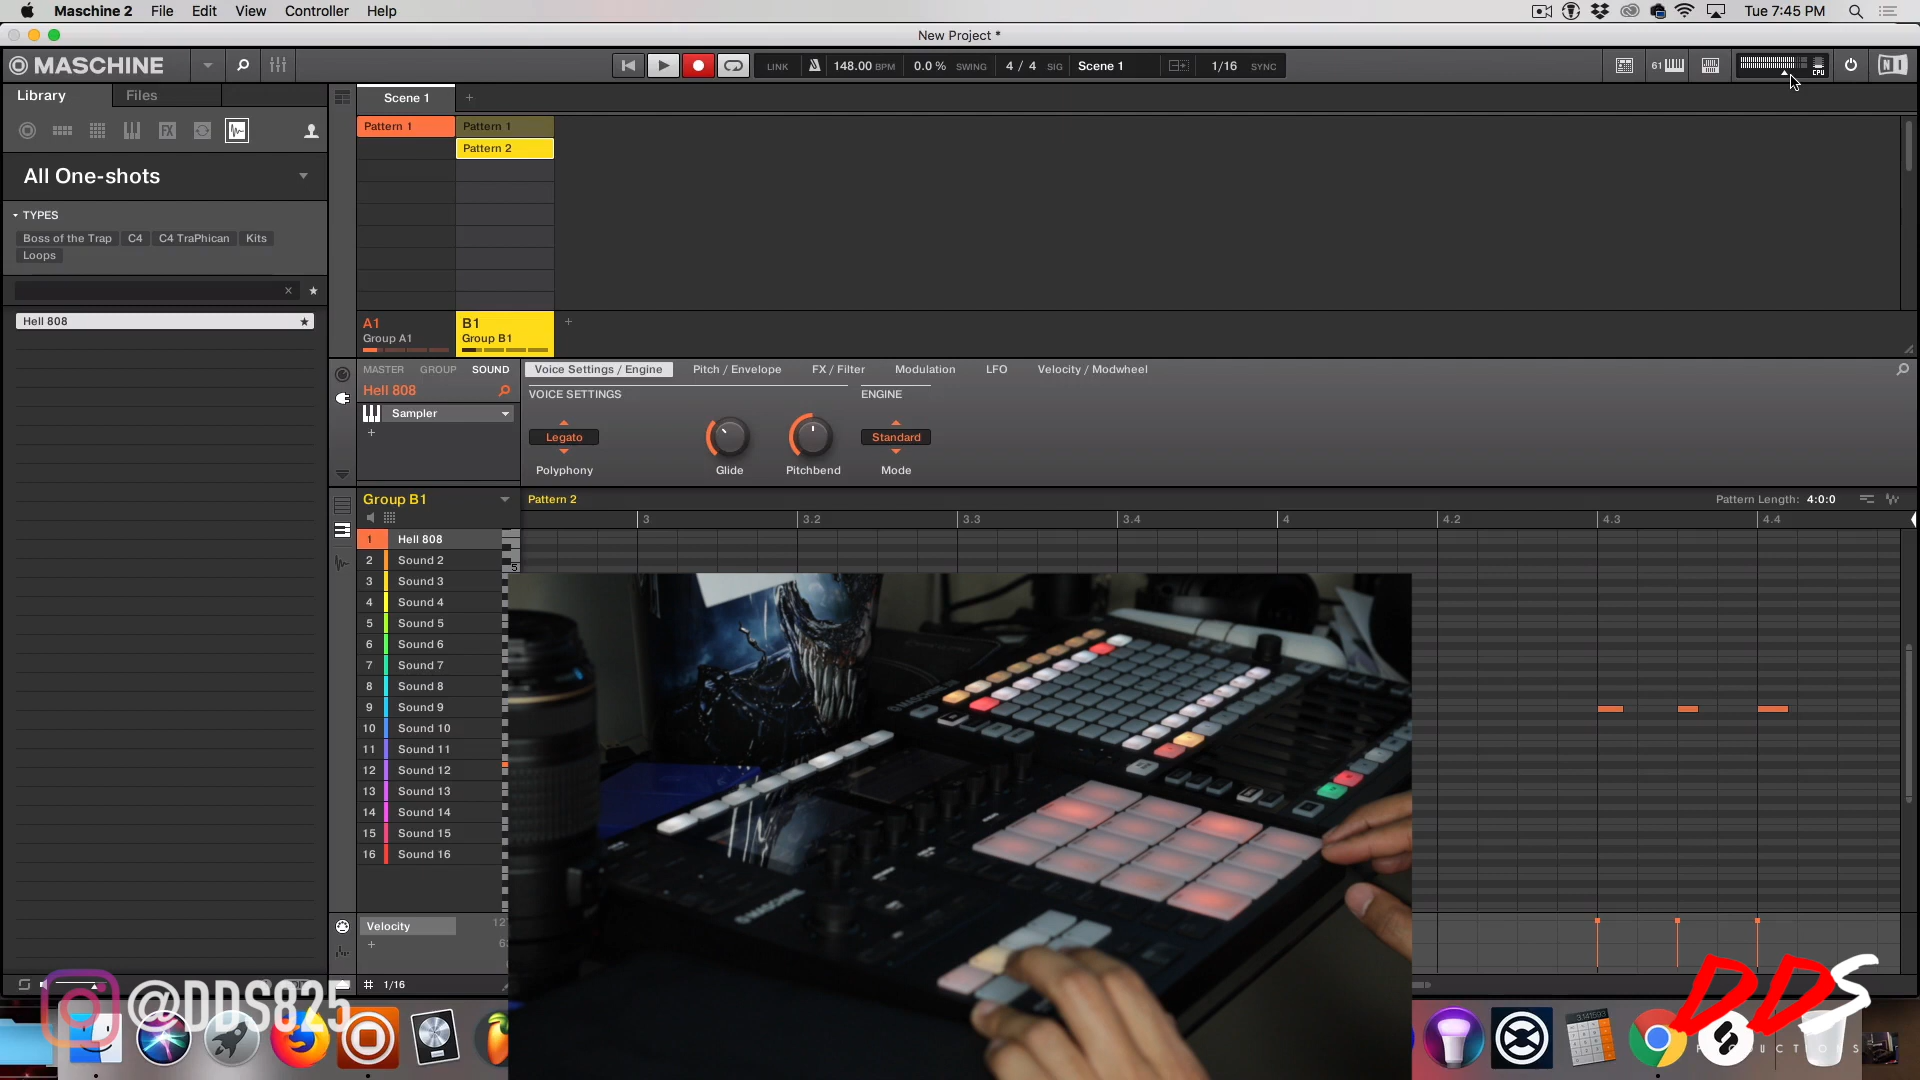 Maschine 2 File Edit View Controller Help
Tue 7:45 PM
New Project *
MASCHINE
LINK 148.00 BPM 0.0% SWING 4 / 4 SIG Scene 1 1/16 SYNC
61
CPU
NI
Library Files
Scene 1 +
FX
Pattern 1 Pattern 1
Pattern 2
All One-shots
TYPES
Boss of the Trap C4 C4 TraPhican Kits
Loops
Hell 808
A1 B1 +
Group A1 Group B1
MASTER GROUP SOUND
Voice Settings / Engine Pitch / Envelope FX / Filter Modulation LFO Velocity / Modwheel
Hell 808
VOICE SETTINGS ENGINE
Sampler
+
Legato Standard
Polyphony Glide Pitchbend Mode
Group B1 Pattern 2 Pattern Length: 4:0:0
3 3.2 3.3 3.4 4 4.2 4.3 4.4
1 Hell 808
2 Sound 2
5
3 Sound 3
4 Sound 4
5 Sound 5
6 Sound 6
7 Sound 7
8 Sound 8
9 Sound 9
10 Sound 10
11 Sound 11
12 Sound 12
13 Sound 13
14 Sound 14
15 Sound 15
16 Sound 16
Velocity
+
1/16
@DDS825
DDS
PRODUCTIONS
3.141593